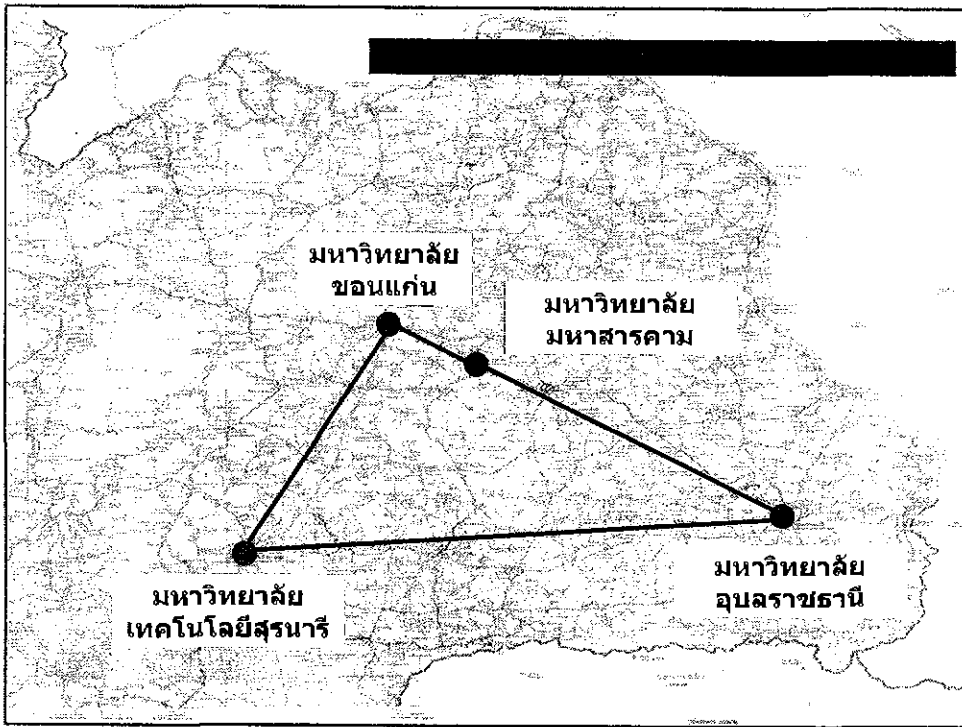 มหาวิทยาลัย
ขอนแก่น
มหาวิทยาลัย
มหาสารคาม
มหาวิทยาลัย
อุบลราชธานี
มหาวิทยาลัย
เทคโนโลยีสุรนารี